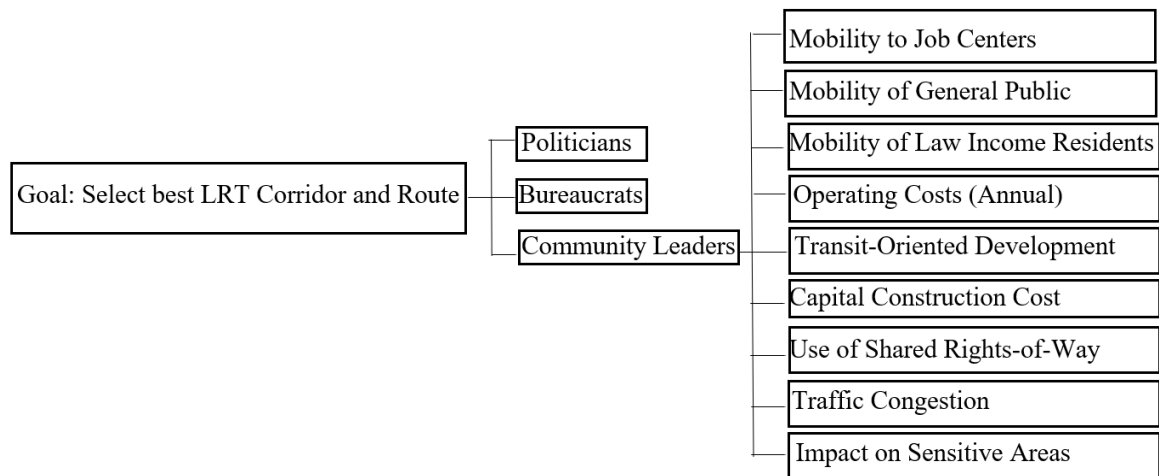 Goal: Select best LRT Corridor and Route
Politicians
Bureaucrats
Community Leaders
Mobility to Job Centers
Mobility of General Public
Mobility of Law Income Residents
Operating Costs (Annual)
Transit-Oriented Development
Capital Construction Cost
Use of Shared Rights-of-Way
Traffic Congestion
Impact on Sensitive Areas